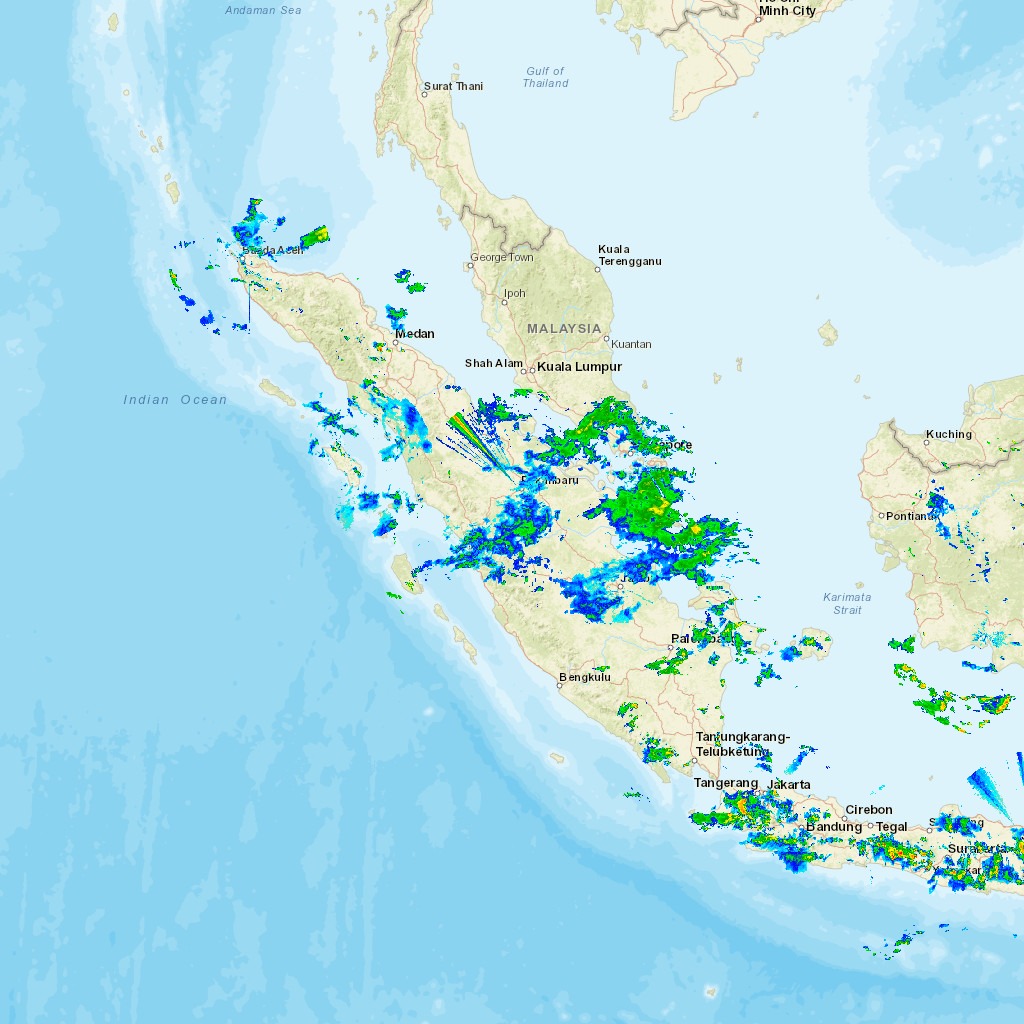 Andaman Sea
Minh City
Gulf of
Thailand
Surat Thani
Kuala
Terengganu
George Town
Ipoh
MALAYSIA
Kuantan
Medan
Shah Alam
Kuala Lumpur
Indian Ocean
Kuching
Karimata
Strait
Bengkulu
Tanjungkarang-
Telubketung
Tangerang
Jakarta
Cirebon
Bandung
Tegal